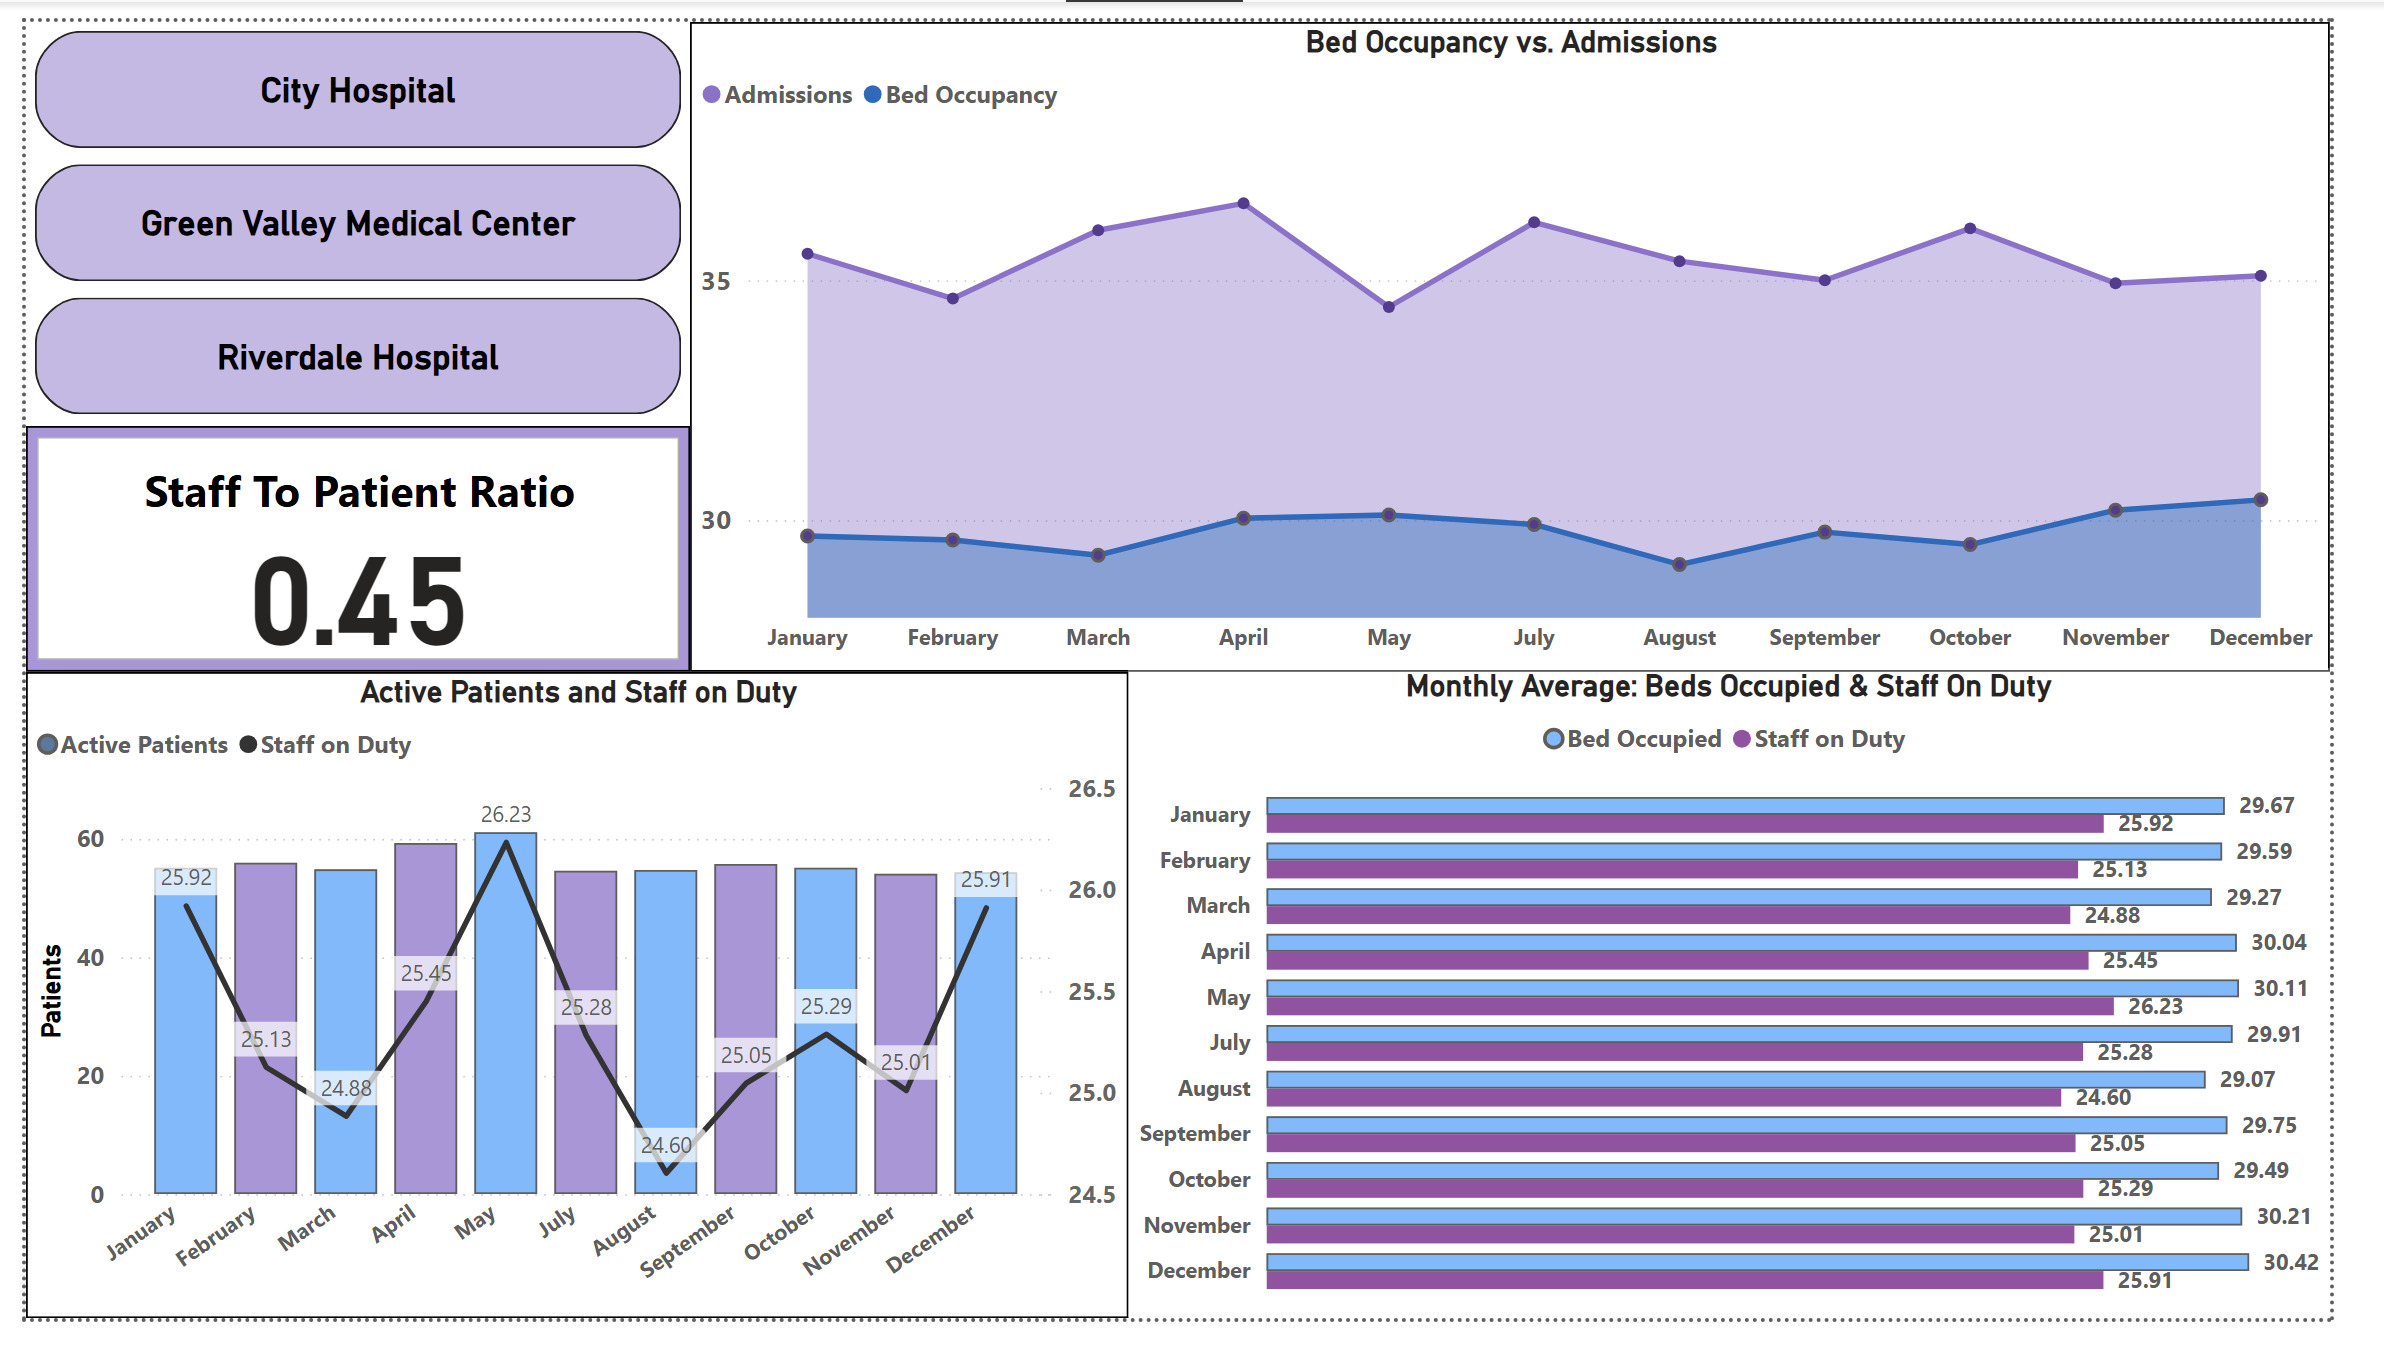 City Hospital
Green Valley Medical Center
Riverdale Hospital
Staff To Patient Ratio
0.45
Bed Occupancy vs. Admissions
Admissions Bed Occupancy
35
30
January February March April May July August September October November December
Active Patients and Staff on Duty
Active Patients Staff on Duty
Patients
60
40
20
0
26.5
26.0
25.5
25.0
24.5
25.92
25.13
24.88
25.45
26.23
25.28
24.60
25.05
25.29
25.01
25.91
January February March April May July August September October November December
Monthly Average: Beds Occupied & Staff On Duty
Bed Occupied Staff on Duty
January 29.67
25.92
February 29.59
25.13
March 29.27
24.88
April 30.04
25.45
May 30.11
26.23
July 29.91
25.28
August 29.07
24.60
September 29.75
25.05
October 29.49
25.29
November 30.21
25.01
December 30.42
25.91